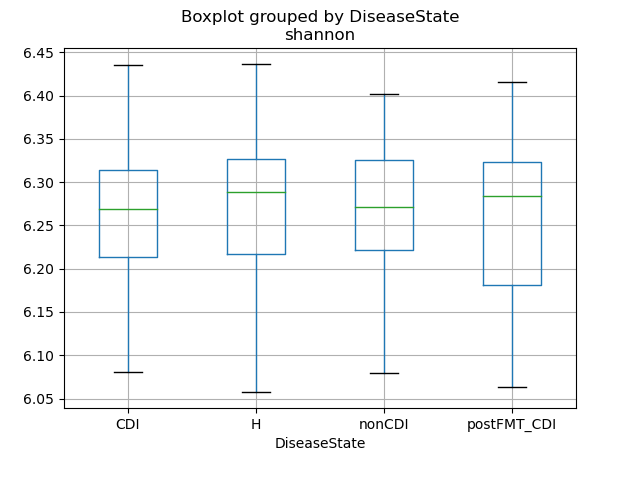 Boxplot grouped by DiseaseState
shannon
6.45
6.40
6.35
6.30
6.25
6.20
6.15
6.10
6.05
CDI H nonCDI postFMT_CDI
DiseaseState